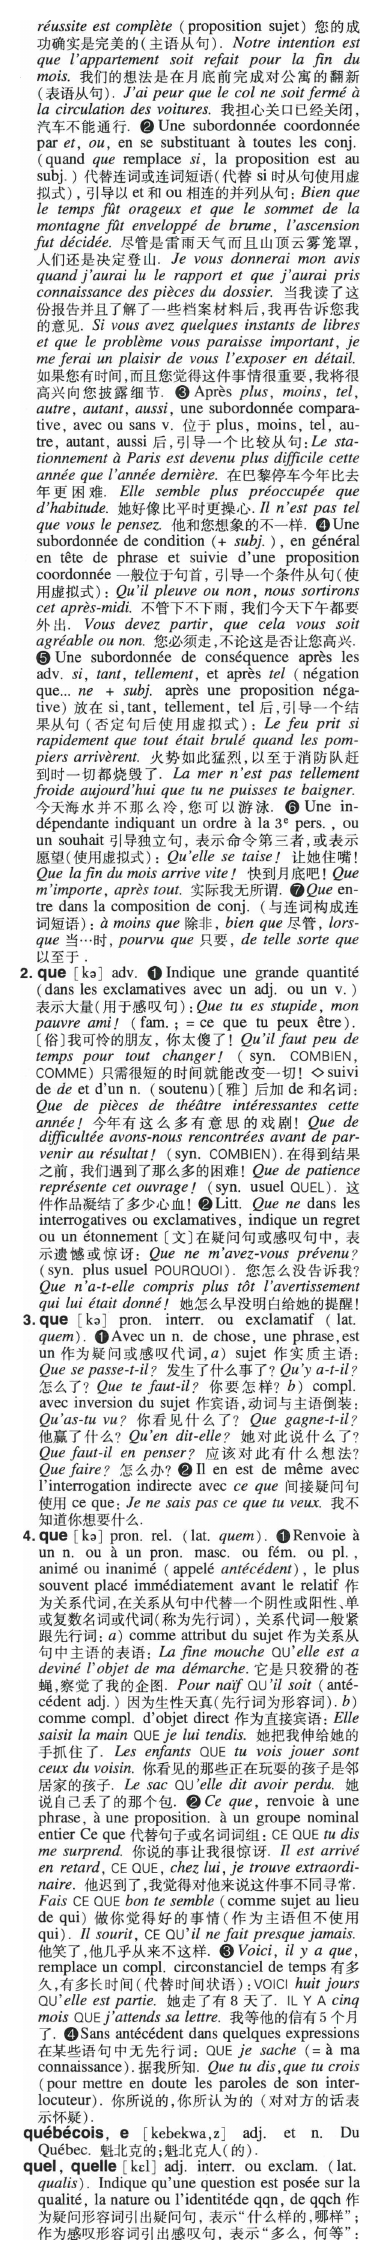 réussite est complète (proposition sujet) 您的成
功确实是完美的(主语从句). Notre intention est
que l'appartement soit refait pour la fin du
mois. 我们的想法是在月底前完成对公寓的翻新
(表语从句). J'ai peur que le col ne soit fermé à
la circulation des voitures. 我担心关口已经关闭,
汽车不能通行. ❷ Une subordonnée coordonnée
par et, ou, en se substituant à toutes les conj.
(quand que remplace si, la proposition est au
subj.) 代替连词或连词短语(代替 si 时从句使用虚
拟式), 引导以 et 和 ou 相连的并列从句: Bien que
le temps fût orageux et que le sommet de la
montagne fût enveloppé de brume, l'ascension
fut décidée. 尽管是雷雨天气而且山顶云雾笼罩,
人们还是决定登山. Je vous donnerai mon avis
quand j'aurai lu le rapport et que j'aurai pris
connaissance des pièces du dossier. 当我读了这
份报告并且了解了一些档案材料后,我再告诉您我
的意见. Si vous avez quelques instants de libres
et que le problème vous paraisse important, je
me ferai un plaisir de vous l'exposer en détail.
如果您有时间,而且您觉得这件事情很重要,我将很
高兴向您披露细节. ❸ Après plus, moins, tel,
autre, autant, aussi, une subordonnée compara-
tive, avec ou sans v. 位于 plus, moins, tel, au-
tre, autant, aussi 后,引导一个比较从句: Le sta-
tionnement à Paris est devenu plus difficile cette
année que l'année dernière. 在巴黎停车今年比去
年更困难. Elle semble plus préoccupée que
d'habitude. 她好像比平时更操心. Il n'est pas tel
que vous le pensez. 他和您想象的不一样. ❹ Une
subordonnée de condition (+ subj.), en général
en tête de phrase et suivie d'une proposition
coordonnée 一般位于句首, 引导一个条件从句(使
用虚拟式): Qu'il pleuve ou non, nous sortirons
cet après-midi. 不管下不下雨, 我们今天下午都要
外出. Vous devez partir, que cela vous soit
agréable ou non. 您必须走,不论这是否让您高兴.
❺ Une subordonnée de conséquence après les
adv. si, tant, tellement, et après tel (négation
que... ne + subj. après une proposition néga-
tive) 放在 si,tant, tellement, tel 后,引导一个结
果从句 (否定句后使用虚拟式): Le feu prit si
rapidement que tout était brulé quand les pom-
piers arrivèrent. 火势如此猛烈,以至于消防队赶
到时一切都烧毁了. La mer n'est pas tellement
froide aujourd'hui que tu ne puisses te baigner.
今天海水并不那么冷,您可以游泳. ❻ Une in-
dépendante indiquant un ordre à la 3e pers., ou
un souhait 引导独立句, 表示命令第三者,或表示
愿望(使用虚拟式): Qu'elle se taise! 让她住嘴!
Que la fin du mois arrive vite! 快到月底吧! Que
m'importe, après tout. 实际我无所谓. ❼ Que en-
tre dans la composition de conj. (与连词构成连
词短语): à moins que 除非, bien que 尽管, lors-
que 当…时, pourvu que 只要, de telle sorte que
以至于.
2. que [kə] adv. ❶ Indique une grande quantité
(dans les exclamatives avec un adj. ou un v.)
表示大量(用于感叹句): Que tu es stupide, mon
pauvre ami! (fam.; = ce que tu peux être).
[俗]我可怜的朋友, 你太傻了! Qu'il faut peu de
temps pour tout changer! (syn. COMBIEN,
COMME) 只需很短的时间就能改变一切! ◇ suivi
de de et d'un n. (soutenu) [雅] 后加 de 和名词:
Que de pièces de théâtre intéressantes cette
année! 今年有这么多有意思的戏剧! Que de
difficultée avons-nous rencontrées avant de par-
venir au résultat! (syn. COMBIEN). 在得到结果
之前, 我们遇到了那么多的困难! Que de patience
représente cet ouvrage! (syn. usuel QUEL). 这
件作品凝结了多少心血! ❷ Litt. Que ne dans les
interrogatives ou exclamatives, indique un regret
ou un étonnement [文]在疑问句或感叹句中, 表
示遗憾或惊讶: Que ne m'avez-vous prévenu?
(syn. plus usuel POURQUOI). 您怎么没告诉我?
Que n'a-t-elle compris plus tôt l'avertissement
qui lui était donné! 她怎么早没明白给她的提醒!
3. que [kə] pron. interr. ou exclamatif (lat.
quem). ❶ Avec un n. de chose, une phrase,est
un 作为疑问或感叹代词, a) sujet 作实质主语:
Que se passe-t-il? 发生了什么事了? Qu'y a-t-il?
怎么了? Que te faut-il? 你要怎样? b) compl.
avec inversion du sujet 作宾语,动词与主语倒装:
Qu'as-tu vu? 你看见什么了? Que gagne-t-il?
他赢了什么? Qu'en dit-elle? 她对此说什么了?
Que faut-il en penser? 应该对此有什么想法?
Que faire? 怎么办? ❷ Il en est de même avec
l'interrogation indirecte avec ce que 间接疑问句
使用 ce que: Je ne sais pas ce que tu veux. 我不
知道你想要什么.
4. que [kə] pron. rel. (lat. quem). ❶ Renvoie à
un n. ou à un pron. masc. ou fém. ou pl.,
animé ou inanimé (appelé antécédent), le plus
souvent placé immédiatement avant le relatif 作
为关系代词,在关系从句中代替一个阴性或阳性、单
或复数名词或代词(称为先行词), 关系代词一般紧
跟先行词: a) comme attribut du sujet 作为关系从
句中主语的表语: La fine mouche QU'elle est a
deviné l'objet de ma démarche. 它是只狡猾的苍
蝇,察觉了我的企图. Pour naïf QU'il soit (anté-
cédent adj.) 因为生性天真(先行词为形容词). b)
comme compl. d'objet direct 作为直接宾语: Elle
saisit la main QUE je lui tendis. 她把我伸给她的
手抓住了. Les enfants QUE tu vois jouer sont
ceux du voisin. 你看见的那些正在玩耍的孩子是邻
居家的孩子. Le sac QU'elle dit avoir perdu. 她
说自己丢了的那个包. ❷ Ce que, renvoie à une
phrase, à une proposition. à un groupe nominal
entier Ce que 代替句子或名词词组: CE QUE tu dis
me surprend. 你说的事让我很惊讶. Il est arrivé
en retard, CE QUE, chez lui, je trouve extraordi-
naire. 他迟到了,我觉得对他来说这件事不同寻常.
Fais CE QUE bon te semble (comme sujet au lieu
de qui) 做你觉得好的事情(作为主语但不使用
qui). Il sourit, CE QU'il ne fait presque jamais.
他笑了,他几乎从来不这样. ❸ Voici, il y a que,
remplace un compl. circonstanciel de temps 有多
久,有多长时间(代替时间状语): VOICI huit jours
QU'elle est partie. 她走了有 8 天了. IL Y A cinq
mois QUE j'attends sa lettre. 我等他的信有 5 个月
了. ❹ Sans antécédent dans quelques expressions
在某些语句中无先行词: QUE je sache (= à ma
connaissance). 据我所知. Que tu dis,que tu crois
(pour mettre en doute les paroles de son inter-
locuteur). 你所说的,你所认为的 (对对方的话表
示怀疑).
québécois, e [kebekwa,z] adj. et n. Du
Québec. 魁北克的;魁北克人(的).
quel, quelle [kɛl] adj. interr. ou exclam. (lat.
qualis). Indique qu'une question est posée sur la
qualité, la nature ou l'identitéde qqn, de qqch 作
为疑问形容词引出疑问句, 表示“什么样的,哪样”;
作为感叹形容词引出感叹句, 表示“多么, 何等”: